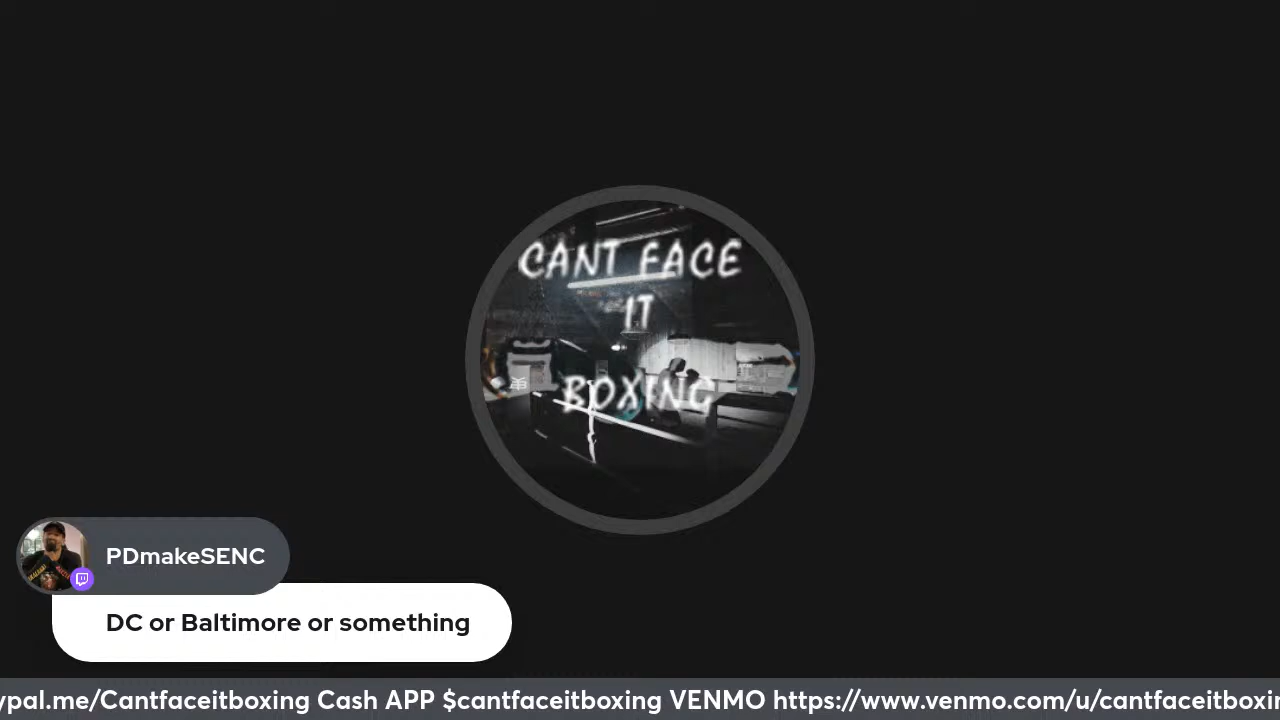 CANT FACE
IT
BOXING
PDmakeSENC
DC or Baltimore or something
ypal.me/Cantfaceitboxing Cash APP $cantfaceitboxing VENMO https://www.venmo.com/u/cantfaceitboxi